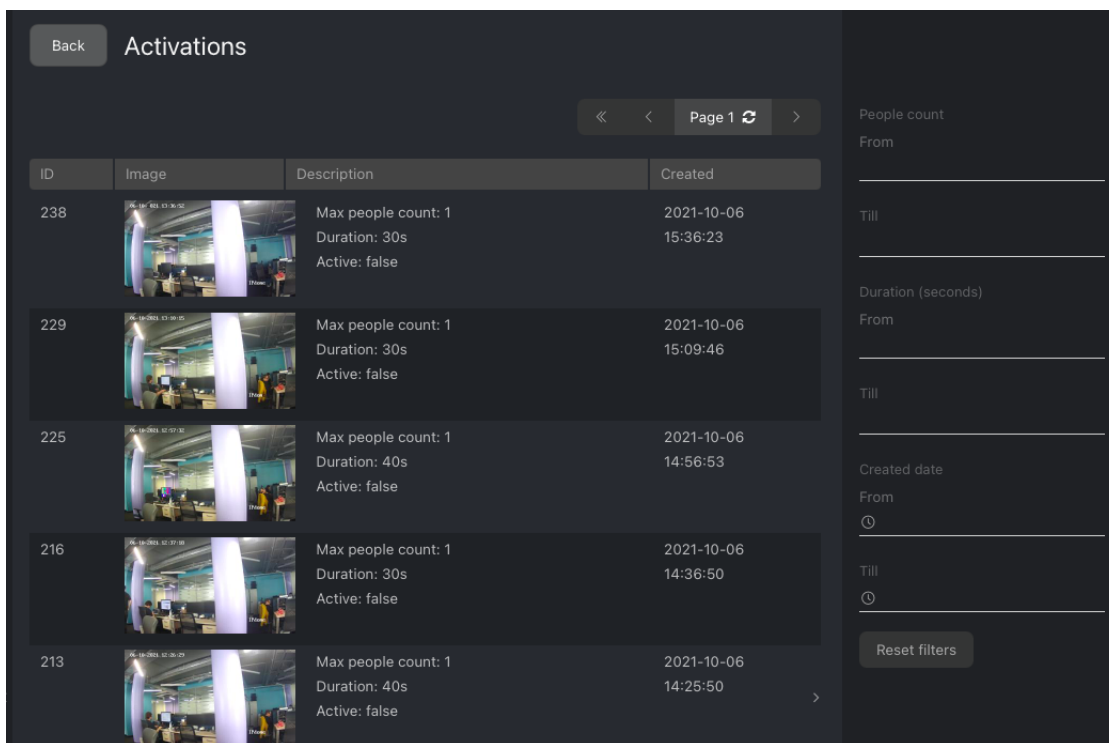 Back
Activations
Page 1
People count
From
Till
Duration (seconds)
From
Till
Created date
From
Till
Reset filters
ID Image Description Created
238
Max people count: 1
Duration: 30s
Active: false
2021-10-06
15:36:23
229
Max people count: 1
Duration: 30s
Active: false
2021-10-06
15:09:46
225
Max people count: 1
Duration: 40s
Active: false
2021-10-06
14:56:53
216
Max people count: 1
Duration: 30s
Active: false
2021-10-06
14:36:50
213
Max people count: 1
Duration: 40s
Active: false
2021-10-06
14:25:50